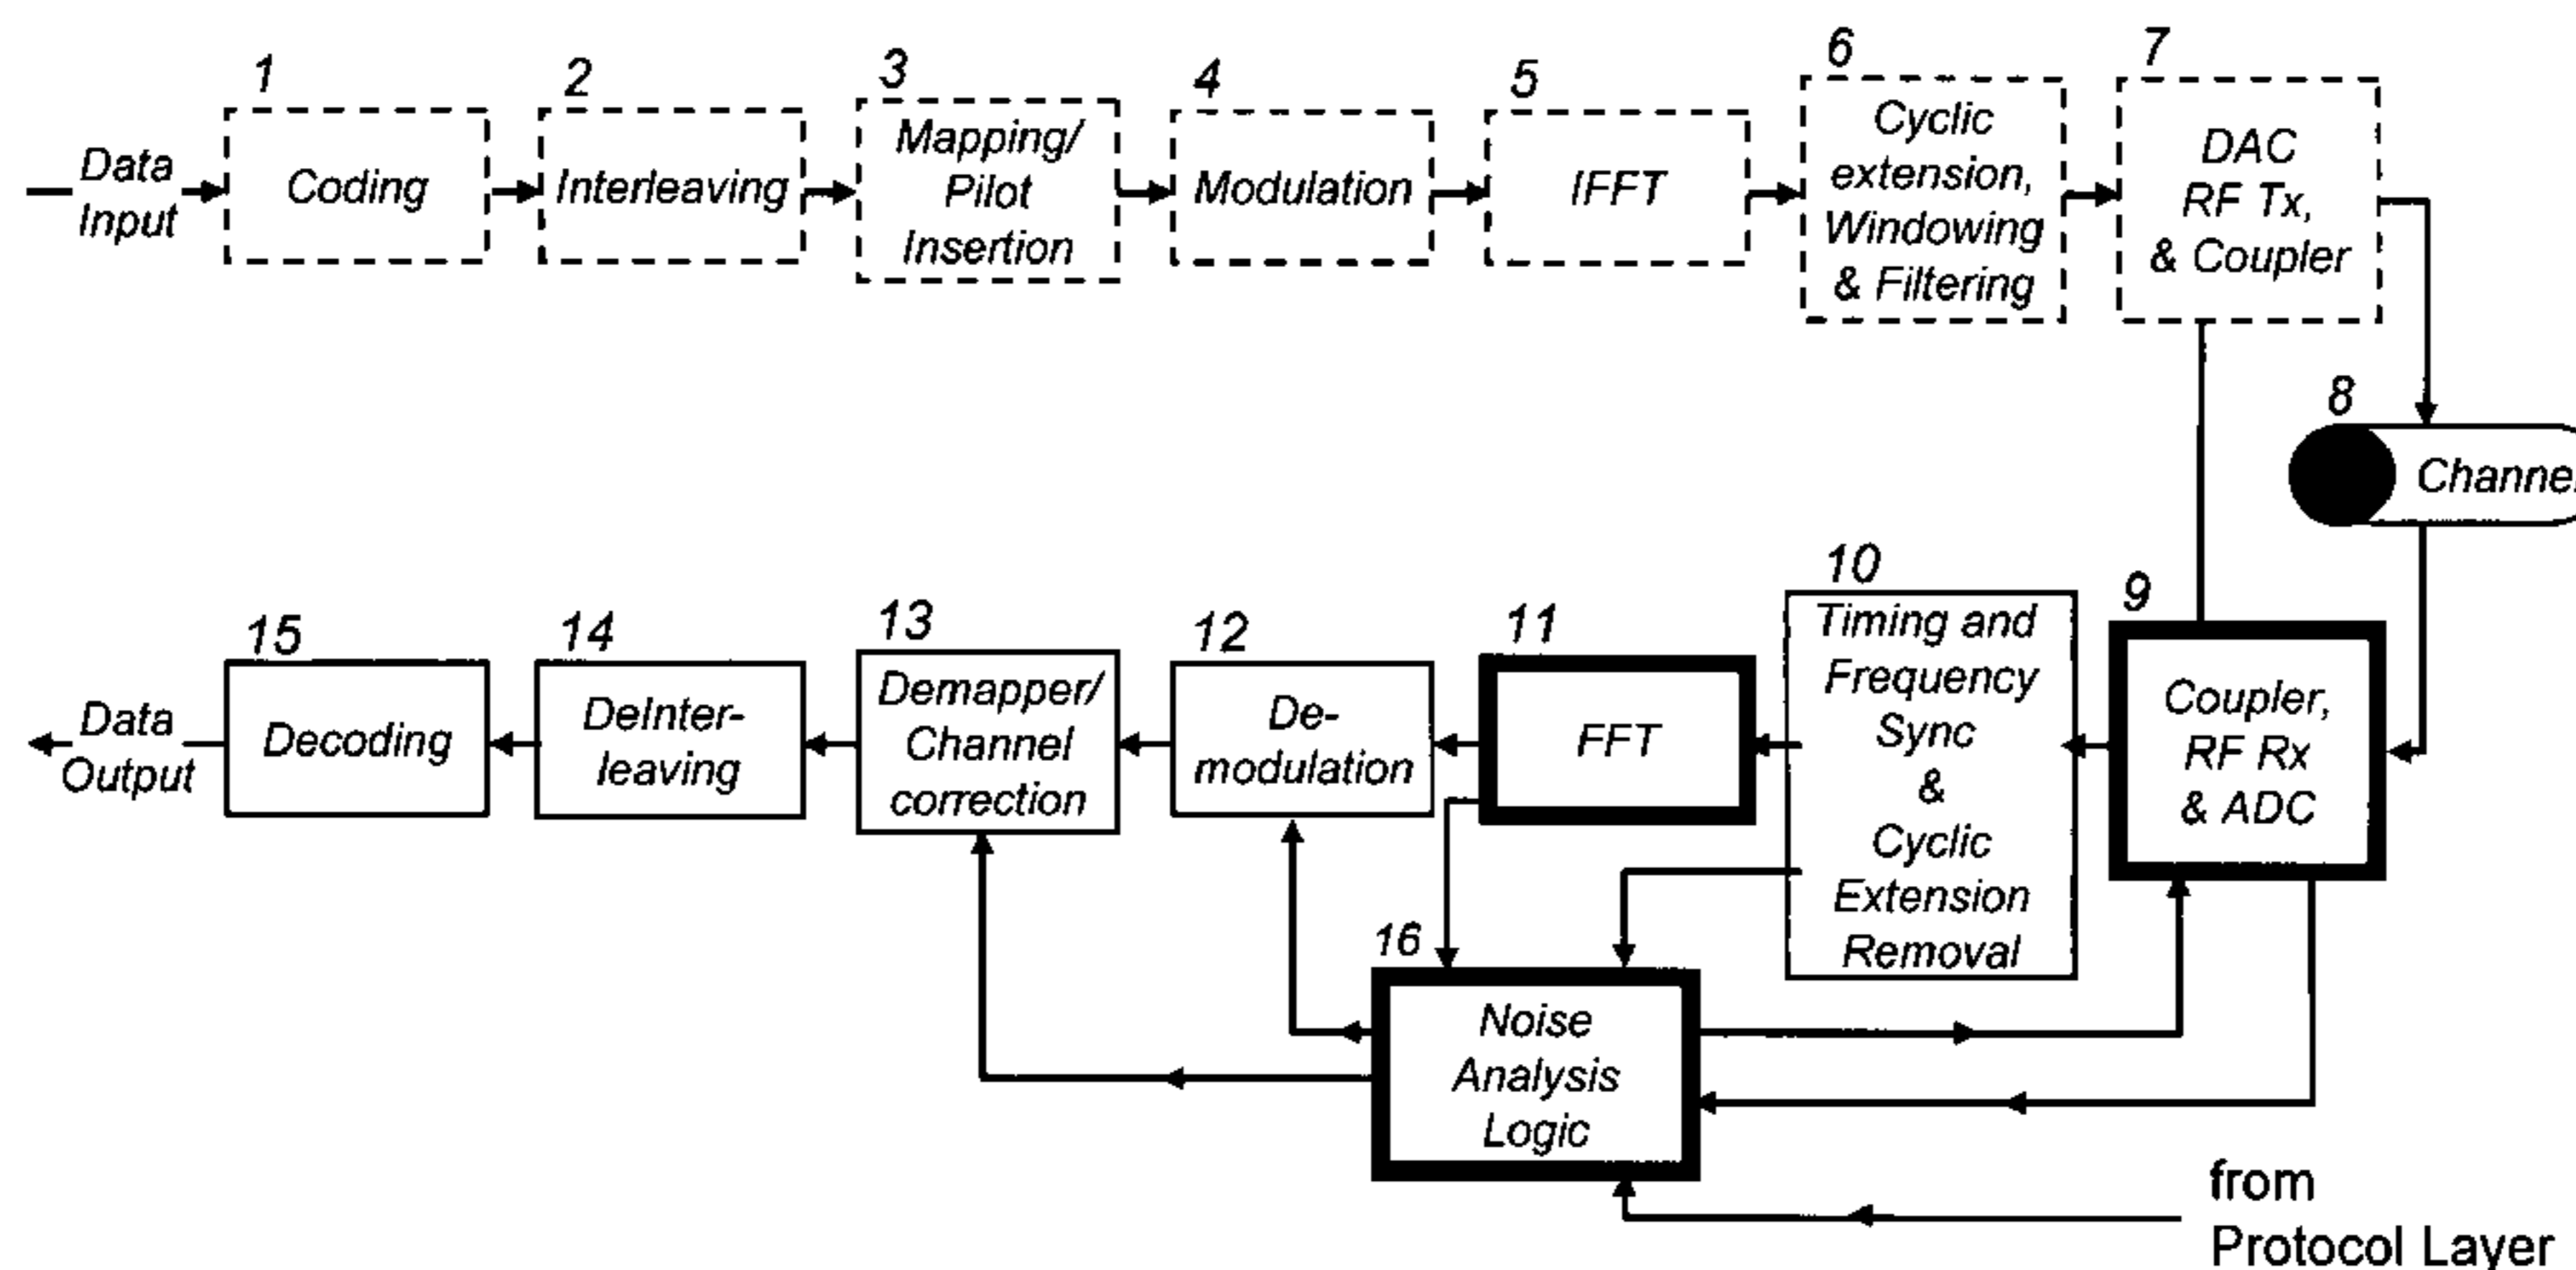 1
2
3
4
5
6
7
Data
Input
Coding
Interleaving
Mapping/
Pilot
Insertion
Modulation
IFFT
Cyclic
extension,
Windowing
& Filtering
DAC
RF Tx,
& Coupler
8
Channel
9
10
11
12
13
14
15
Coupler,
RF Rx
& ADC
Timing and
Frequency
Sync
&
Cyclic
Extension
Removal
FFT
De-
modulation
Demapper/
Channel
correction
DeInter-
leaving
Decoding
Data
Output
16
Noise
Analysis
Logic
from
Protocol Layer